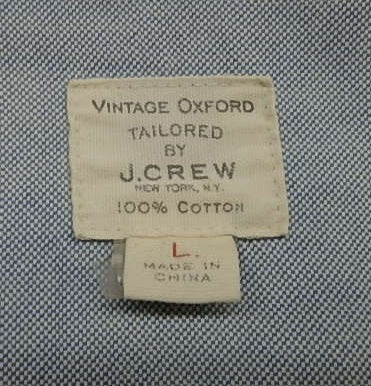 VINTAGE OXFORD
TAILORED
BY
J.CREW
NEW YORK, N.Y.
100% COTTON
L.
MADE IN
CHINA